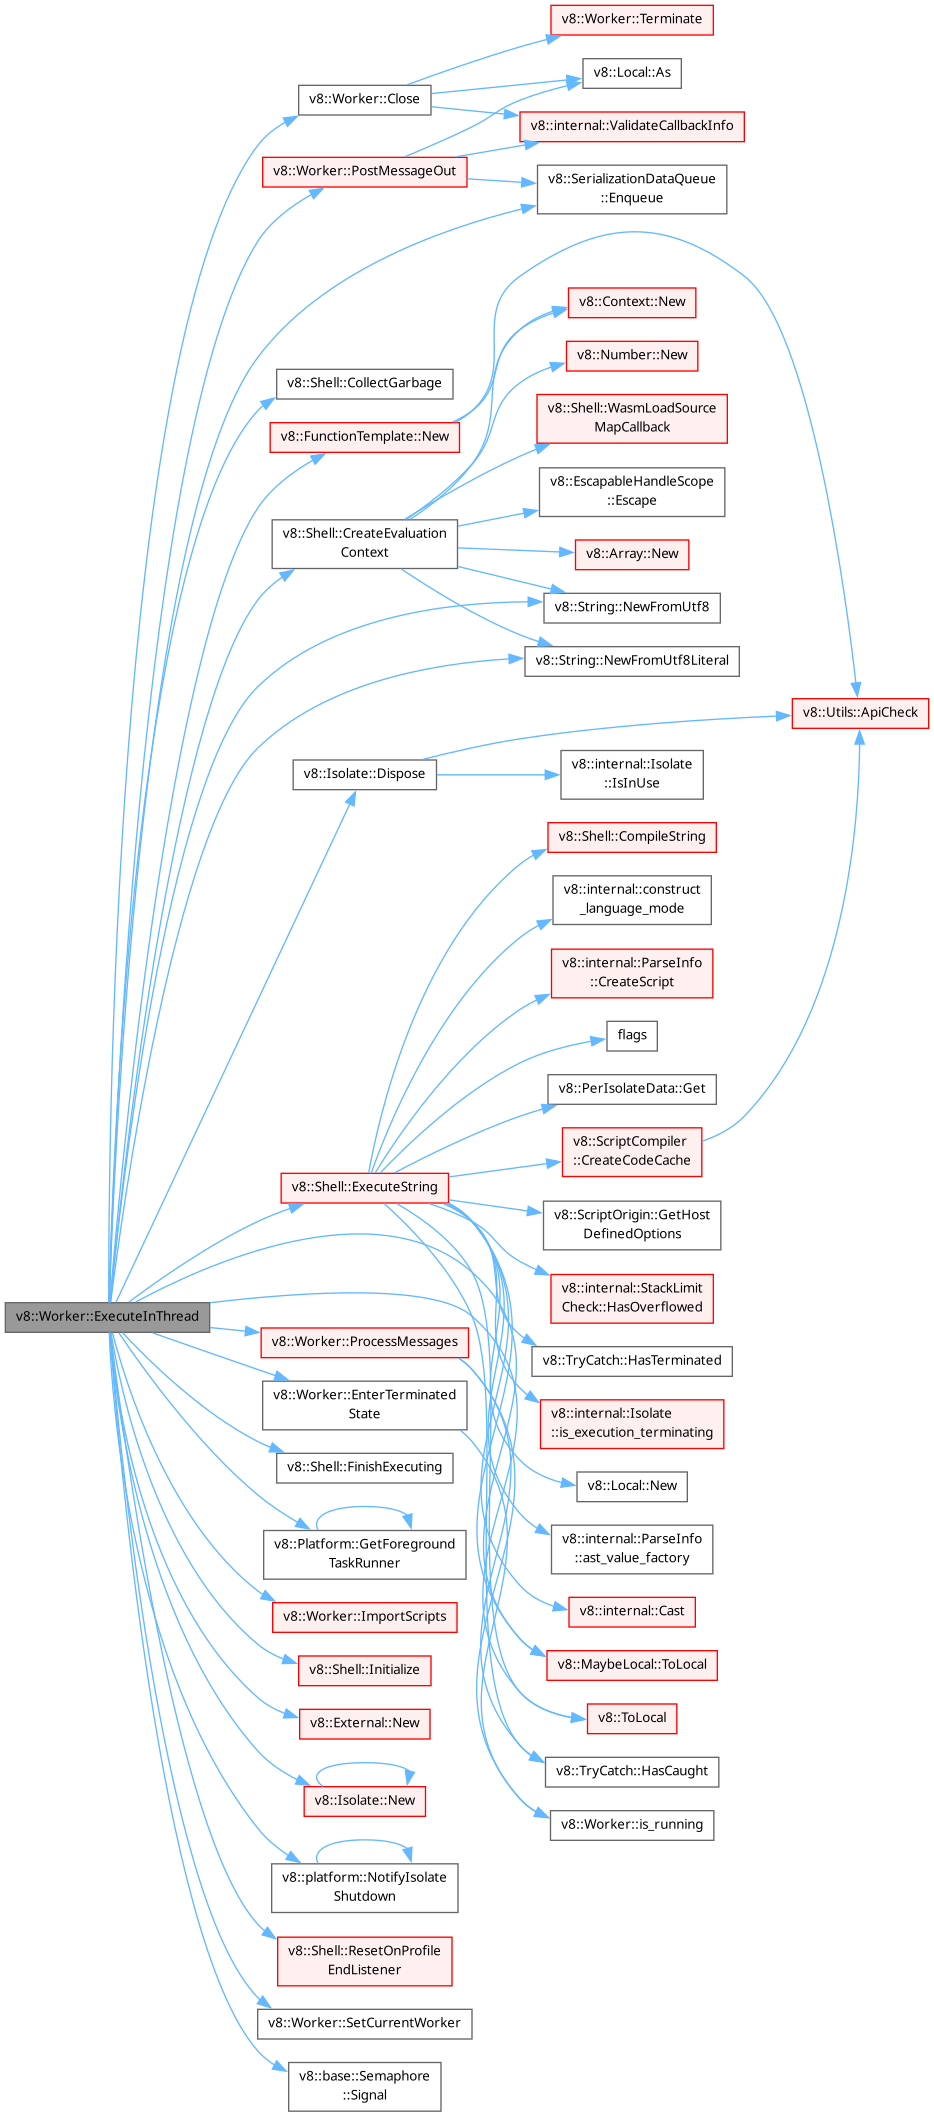 v8::Worker::Terminate
v8::Local::As
v8::Worker::Close
v8::internal::ValidateCallbackInfo
v8::Worker::PostMessageOut
v8::SerializationDataQueue
::Enqueue
v8::Context::New
v8::Number::New
v8::Shell::CollectGarbage
v8::FunctionTemplate::New
v8::Shell::WasmLoadSource
MapCallback
v8::EscapableHandleScope
::Escape
v8::Shell::CreateEvaluation
Context
v8::Array::New
v8::String::NewFromUtf8
v8::String::NewFromUtf8Literal
v8::Utils::ApiCheck
v8::Isolate::Dispose
v8::internal::Isolate
::IsInUse
v8::Shell::CompileString
v8::internal::construct
_language_mode
v8::internal::ParseInfo
::CreateScript
flags
v8::PerIsolateData::Get
v8::ScriptCompiler
::CreateCodeCache
v8::Shell::ExecuteString
v8::ScriptOrigin::GetHost
DefinedOptions
v8::internal::StackLimit
Check::HasOverflowed
v8::Worker::ExecuteInThread
v8::Worker::ProcessMessages
v8::TryCatch::HasTerminated
v8::Worker::EnterTerminated
State
v8::internal::Isolate
::is_execution_terminating
v8::Shell::FinishExecuting
v8::Local::New
v8::Platform::GetForeground
TaskRunner
v8::internal::ParseInfo
::ast_value_factory
v8::Worker::ImportScripts
v8::internal::Cast
v8::Shell::Initialize
v8::MaybeLocal::ToLocal
v8::External::New
v8::ToLocal
v8::TryCatch::HasCaught
v8::Isolate::New
v8::Worker::is_running
v8::platform::NotifyIsolate
Shutdown
v8::Shell::ResetOnProfile
EndListener
v8::Worker::SetCurrentWorker
v8::base::Semaphore
::Signal